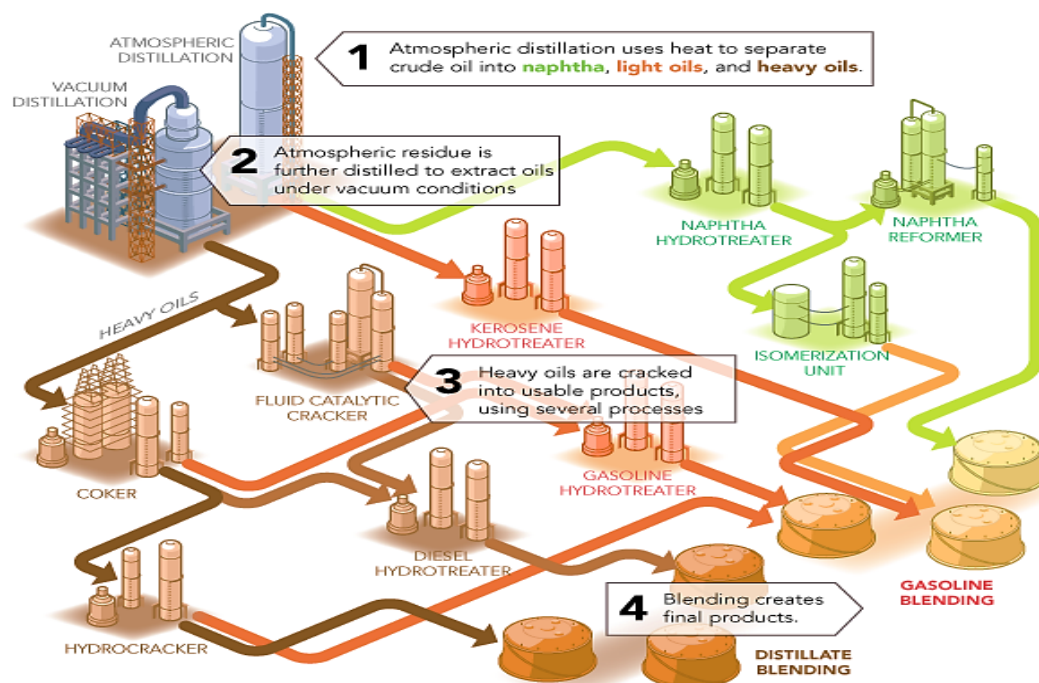 ATMOSPHERIC
DISTILLATION
1
Atmospheric distillation uses heat to separate
crude oil into naphtha, light oils, and heavy oils.
VACUUM
DISTILLATION
2
Atmospheric residue is
further distilled to extract oils
under vacuum conditions
NAPHTHA
HYDROTREATER
NAPHTHA
REFORMER
HEAVY OILS
KEROSENE
HYDROTREATER
ISOMERIZATION
UNIT
FLUID CATALYTIC
CRACKER
3
Heavy oils are cracked
into usable products,
using several processes
COKER
GASOLINE
HYDROTREATER
DIESEL
HYDROTREATER
GASOLINE
BLENDING
4
Blending creates
final products.
HYDROCRACKER
DISTILLATE
BLENDING